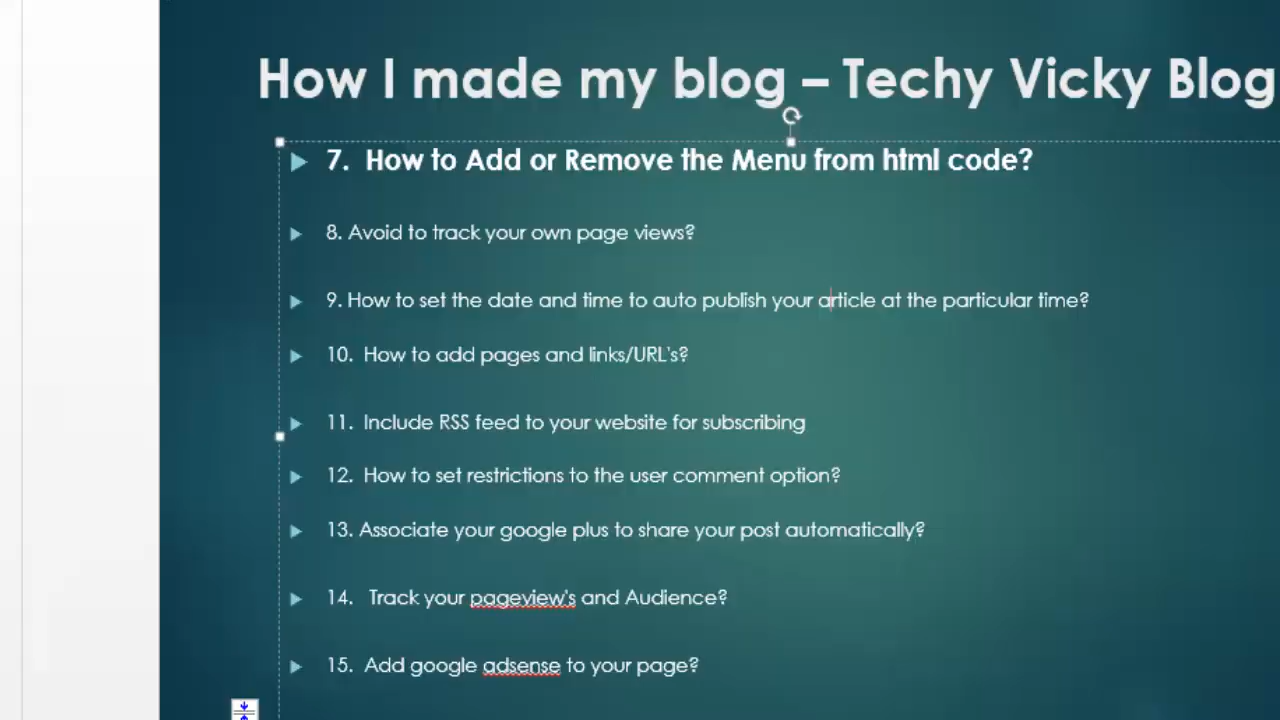 How I made my blog – Techy Vicky Blog
7. How to Add or Remove the Menu from html code?
8. Avoid to track your own page views?
9. How to set the date and time to auto publish your article at the particular time?
10. How to add pages and links/URL's?
11. Include RSS feed to your website for subscribing
12. How to set restrictions to the user comment option?
13. Associate your google plus to share your post automatically?
14. Track your pageview's and Audience?
15. Add google adsense to your page?